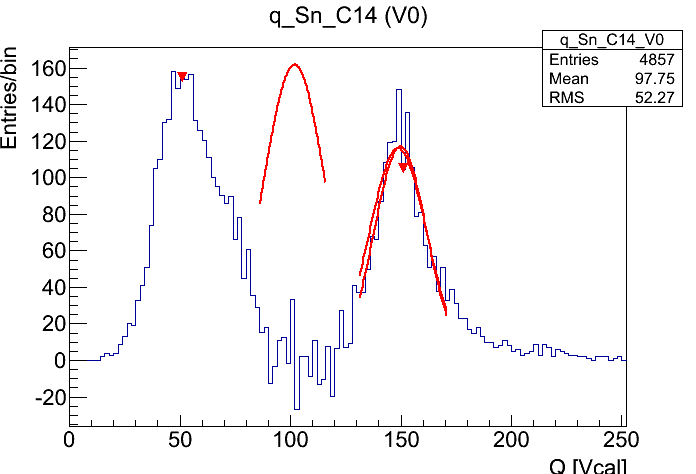 q_Sn_C14 (V0)
q_Sn_C14_V0
Entries 4857
Mean 97.75
RMS 52.27
Entries/bin
160
140
120
100
80
60
40
20
0
-20
0 50 100 150 200 250
Q [Vcal]